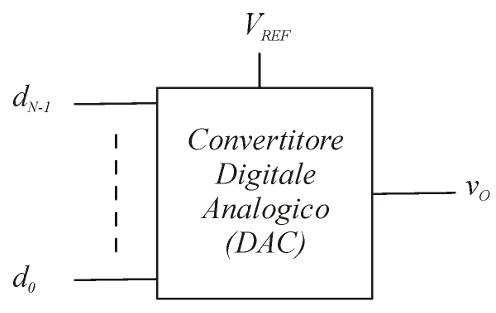 V_REF
d_N-1
Convertitore
Digitale
Analogico
(DAC)
v_O
d_0